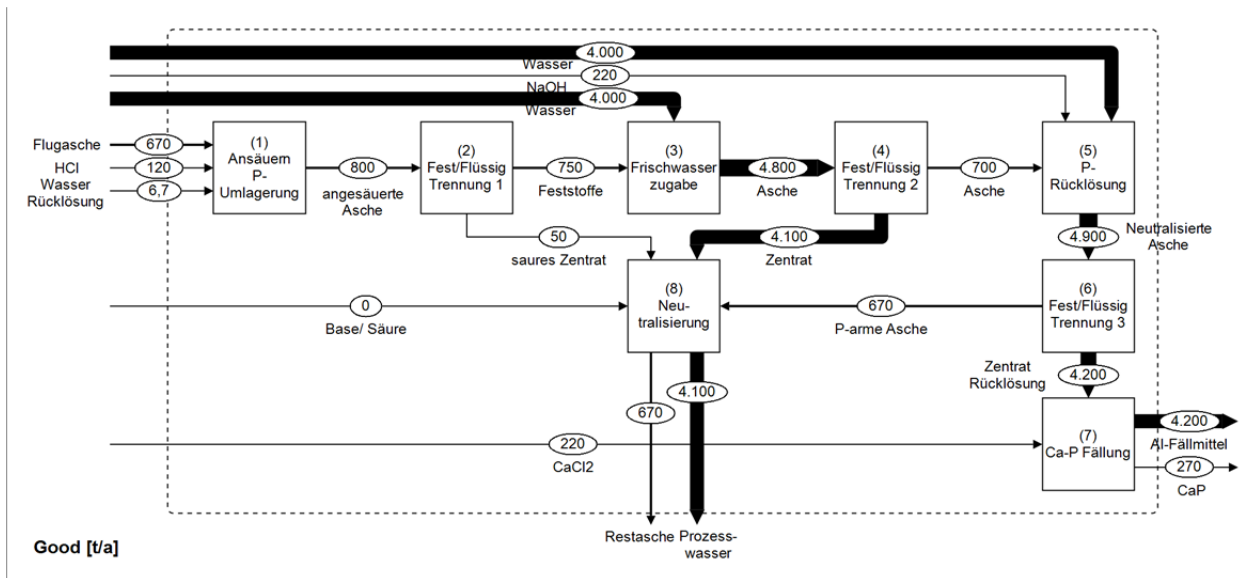 4.000
Wasser
220
NaOH
4.000
Wasser
Flugasche
670
HCl
120
Wasser
Rücklösung
6,7
(1)
Ansäuem
P-
Umlagerung
800
angesäuerte
Asche
(2)
Fest/Flüssig
Trennung 1
750
Feststoffe
(3)
Frischwasser
zugabe
4.800
Asche
(4)
Fest/Flüssig
Trennung 2
700
Asche
(5)
P-
Rücklösung
50
saures Zentrat
4.100
Zentrat
4.900
Neutralisierte
Asche
0
Base/ Säure
(8)
Neu-
tralisierung
670
P-arme Asche
(6)
Fest/Flüssig
Trennung 3
Zentrat
Rücklösung
4.200
670
4.100
220
CaCl2
(7)
Ca-P Fällung
4.200
Al-Fällmittel
270
CaP
Restasche
Prozess-
wasser
Good [t/a]